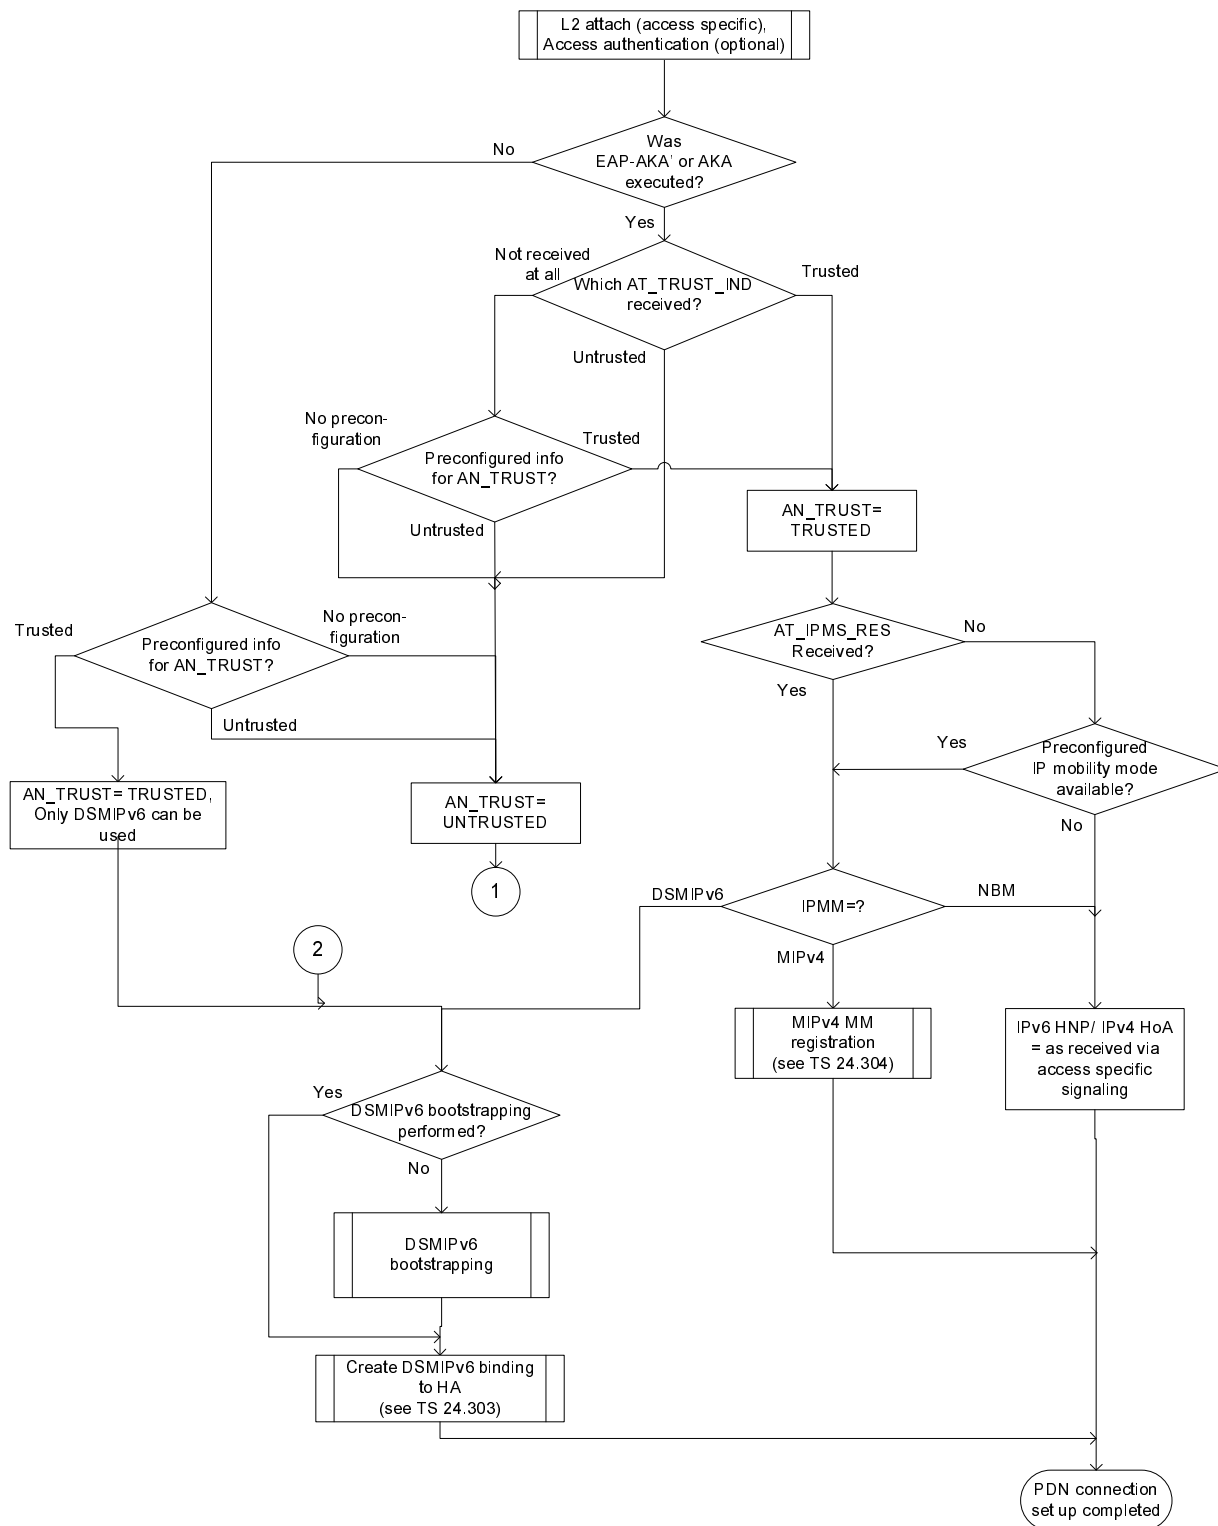 L2 attach (access specific),
Access authentication (optional)
Was
EAP-AKA' or AKA
executed?
No
Yes
Not received
at all
Which AT_TRUST_IND
received?
Trusted
Untrusted
No precon-
figuration
Preconfigured info
for AN_TRUST?
Trusted
Untrusted
AN_TRUST=
TRUSTED
Trusted
Preconfigured info
for AN_TRUST?
No precon-
figuration
Untrusted
AT_IPMS_RES
Received?
No
Yes
Preconfigured
IP mobility mode
available?
Yes
No
AN_TRUST= TRUSTED,
Only DSMIPv6 can be
used
AN_TRUST=
UNTRUSTED
1
DSMIPv6
IPMM=?
NBM
MIPv4
2
MIPv4 MM
registration
(see TS 24.304)
IPv6 HNP/ IPv4 HoA
= as received via
access specific
signaling
Yes
DSMIPv6 bootstrapping
performed?
No
DSMIPv6
bootstrapping
Create DSMIPv6 binding
to HA
(see TS 24.303)
PDN connection
set up completed